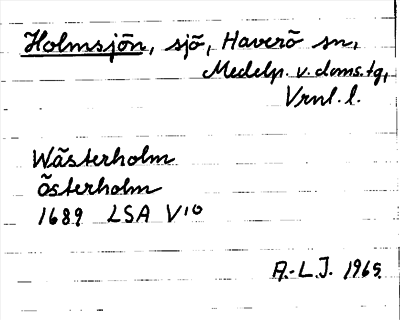 Holmsjön, sjö, Haverö sn,
Medelp. v. doms.tg,
Vrnl. l.
Wästerholm
Österholm
1689 LSA V¹⁰
A.-L.J. 1969